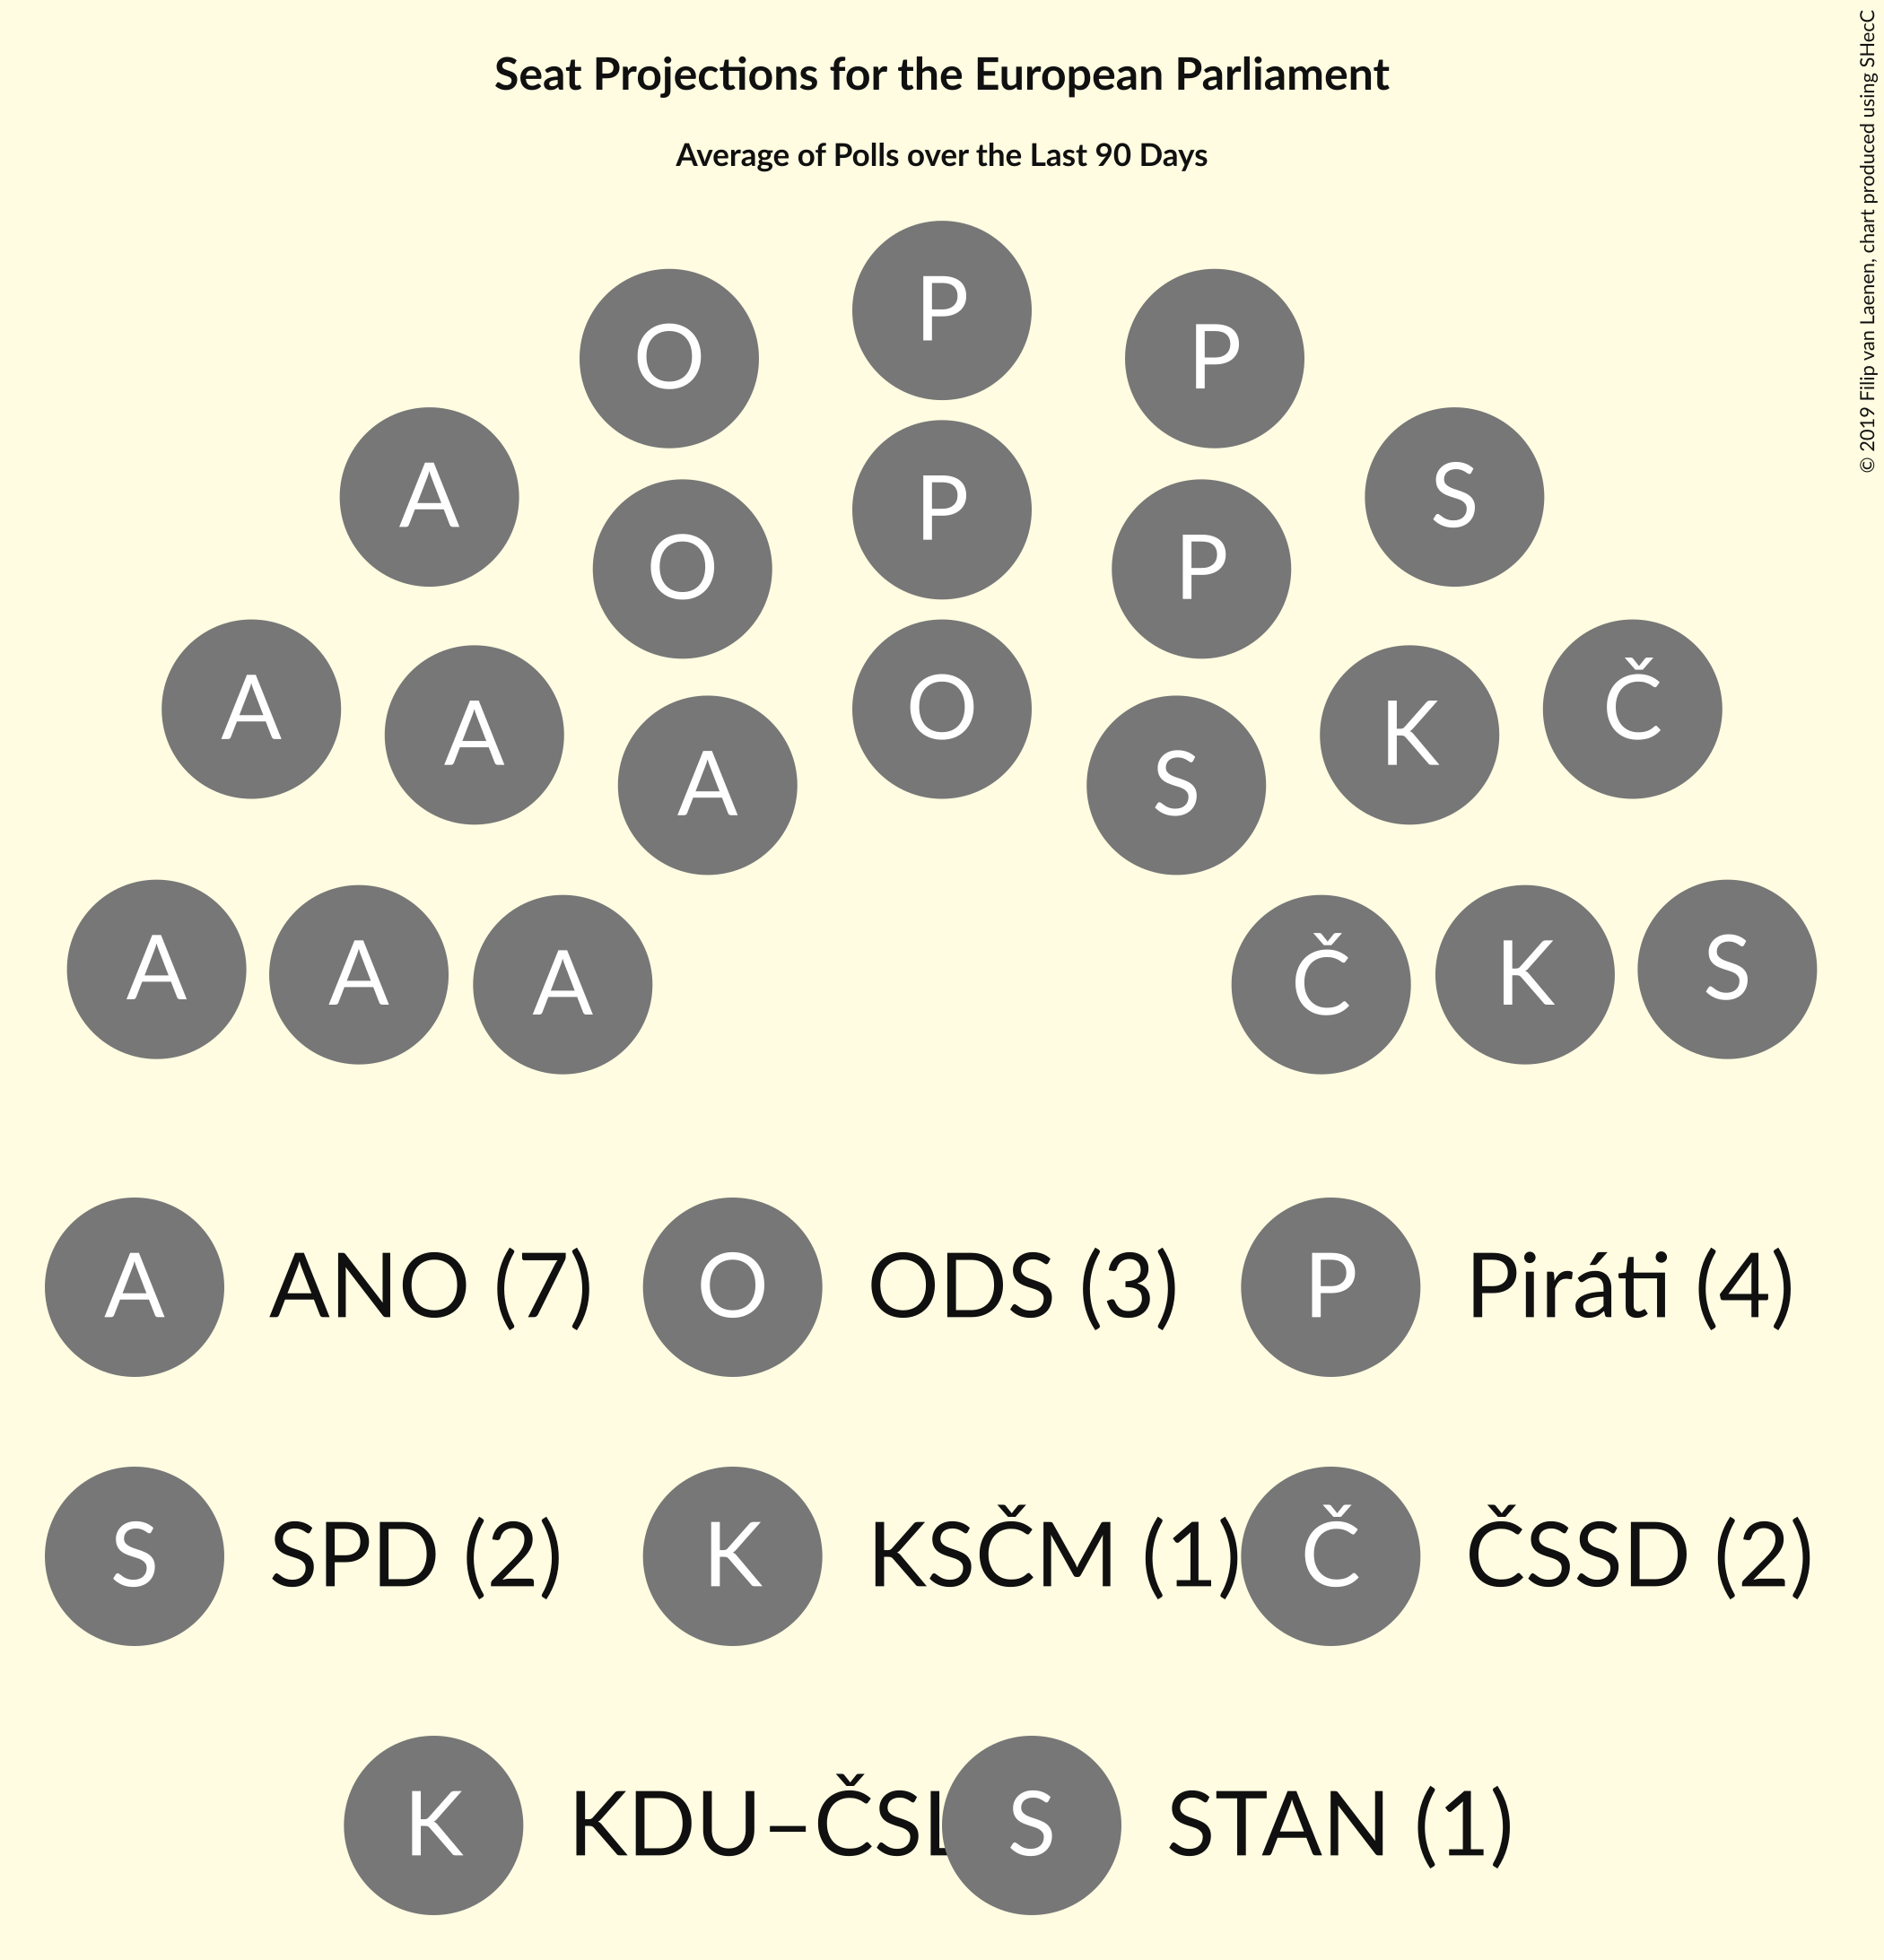 Seat Projections for the European Parliament
Average of Polls over the Last 90 Days
© 2019 Filip van Laenen, chart produced using SHecC
P
O P
A P S
O P
A O Č
A K
A S
A A A Č K S
A ANO (7) O ODS (3) P Piráti (4)
S SPD (2) K KSČM (1) Č ČSSD (2)
K KDU–ČSL S STAN (1)